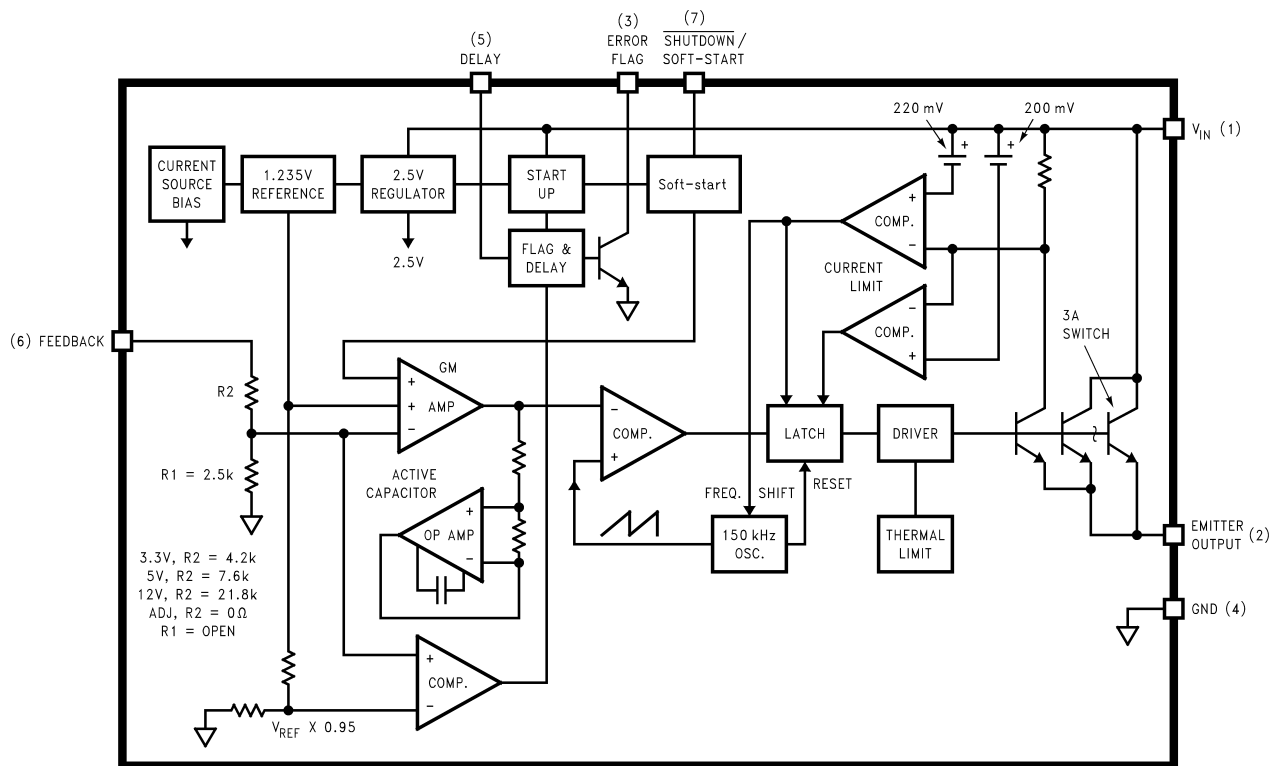 (5)
DELAY
(3)
ERROR
FLAG
(7)
SHUTDOWN /
SOFT-START
220 mV
200 mV
V_IN (1)
CURRENT
SOURCE
BIAS
1.235V
REFERENCE
2.5V
REGULATOR
START
UP
Soft-start
2.5V
FLAG &
DELAY
+
+
+
COMP.
-
CURRENT
LIMIT
-
COMP.
+
3A
SWITCH
(6) FEEDBACK
R2
R1 = 2.5k
GM
+
+
AMP
-
-
COMP.
+
LATCH
DRIVER
ACTIVE
CAPACITOR
+
OP AMP
-
FREQ. SHIFT
RESET
150 kHz
OSC.
THERMAL
LIMIT
EMITTER
OUTPUT (2)
GND (4)
3.3V, R2 = 4.2k
5V, R2 = 7.6k
12V, R2 = 21.8k
ADJ, R2 = 0Ω
R1 = OPEN
+
COMP.
-
V_REF X 0.95